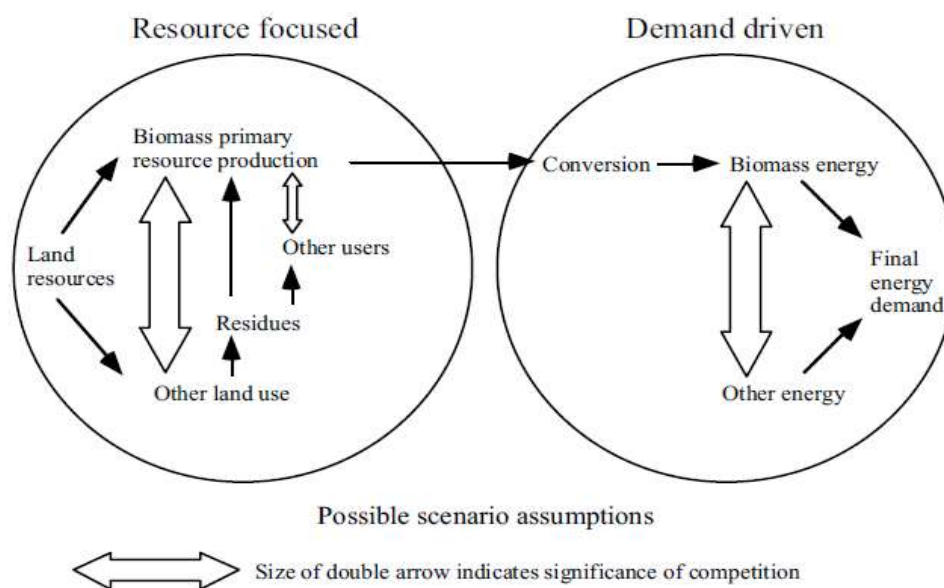 Resource focused
Demand driven
Biomass primary
resource production
Conversion
Biomass energy
Other users
Land
resources
Final
energy
demand
Residues
Other land use
Other energy
Possible scenario assumptions
Size of double arrow indicates significance of competition